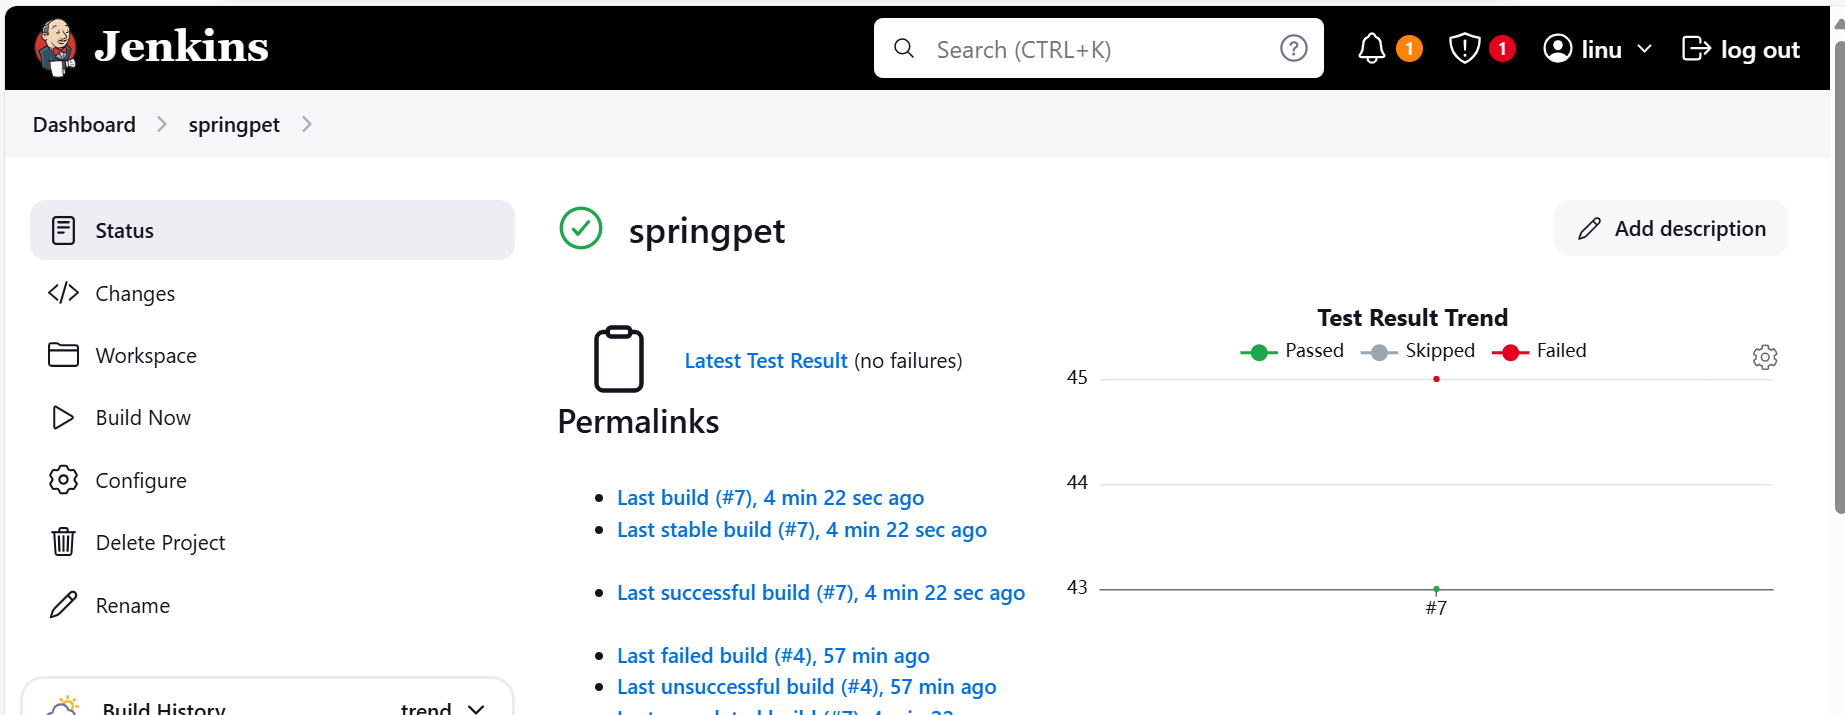 Jenkins
Search (CTRL+K)
1
1
linu
log out
Dashboard
springpet
Status
Changes
Workspace
Build Now
Configure
Delete Project
Rename
Build History
trend
springpet
Add description
Latest Test Result (no failures)
Permalinks
Last build (#7), 4 min 22 sec ago
Last stable build (#7), 4 min 22 sec ago
Last successful build (#7), 4 min 22 sec ago
Last failed build (#4), 57 min ago
Last unsuccessful build (#4), 57 min ago
Test Result Trend
Passed Skipped Failed
45
44
43
#7